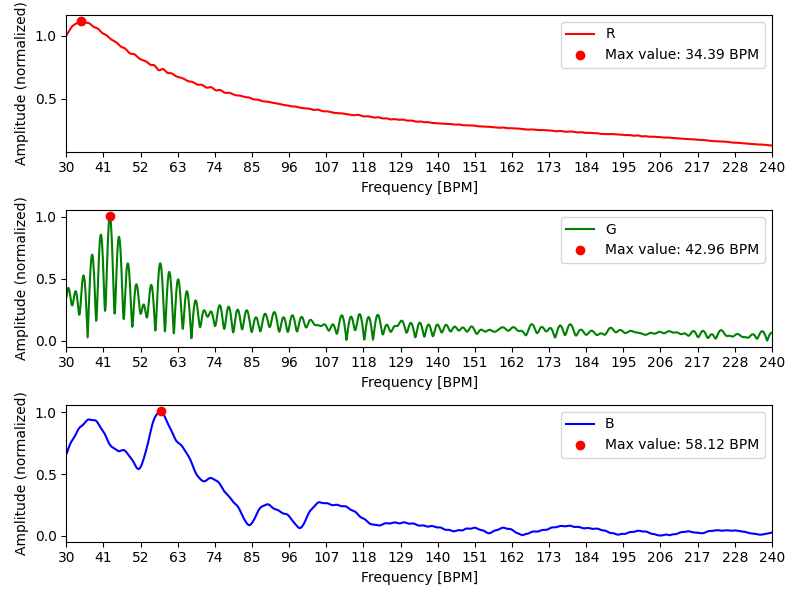 Amplitude (normalized)
1.0
0.5
R
Max value: 34.39 BPM
30 41 52 63 74 85 96 107 118 129 140 151 162 173 184 195 206 217 228 240
Frequency [BPM]
Amplitude (normalized)
1.0
0.5
0.0
G
Max value: 42.96 BPM
30 41 52 63 74 85 96 107 118 129 140 151 162 173 184 195 206 217 228 240
Frequency [BPM]
Amplitude (normalized)
1.0
0.5
0.0
B
Max value: 58.12 BPM
30 41 52 63 74 85 96 107 118 129 140 151 162 173 184 195 206 217 228 240
Frequency [BPM]